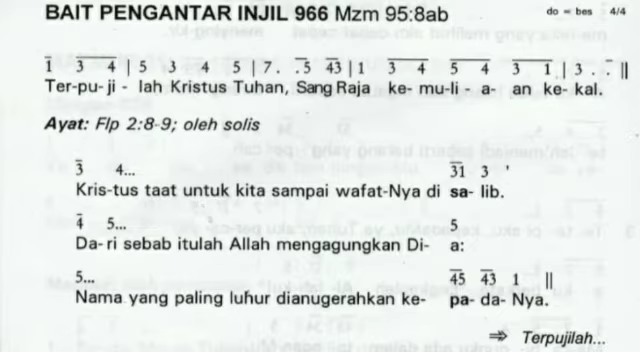 BAIT PENGANTAR INJIL 966 Mzm 95:8ab do = bes 4/4
1 3 4 | 5 3 4 5 | 7 . .5 43 | 1 3 4 5 4 3 1 | 3 . . ||
Ter-pu-ji - lah Kristus Tuhan, Sang Raja ke- mu-li - a- an ke- kal.
Ayat: Flp 2:8-9; oleh solis
3 4... 31 3 '
Kris-tus taat untuk kita sampai wafat-Nya di sa- lib.
4 5... 5
Da- ri sebab itulah Allah mengagungkan Di- a:
5... 45 43 1 ||
Nama yang paling luhur dianugerahkan ke- pa- da- Nya.
⇒ Terpujilah...